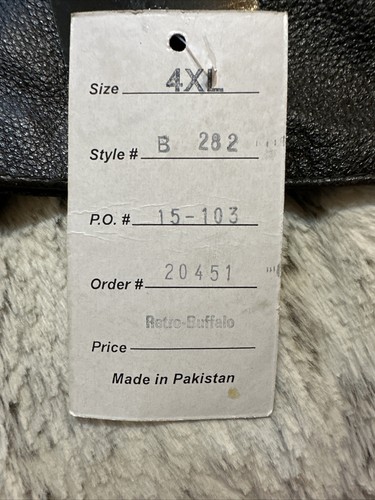 Size 4XL
Style # B 282
P.O. # 15-103
Order # 20451
Retro-Buffalo
Price
Made in Pakistan